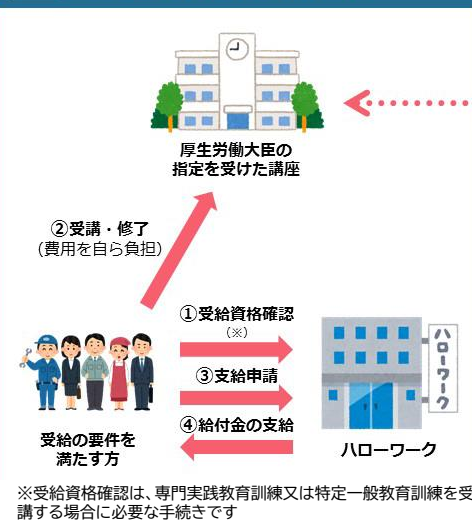 厚生労働大臣の
指定を受けた講座
②受講・修了
（費用を自ら負担）
①受給資格確認
（※）
③支給申請
④給付金の支給
受給の要件を
満たす方
ハローワーク
ハローワーク
※受給資格確認は、専門実践教育訓練又は特定一般教育訓練を受
講する場合に必要な手続きです